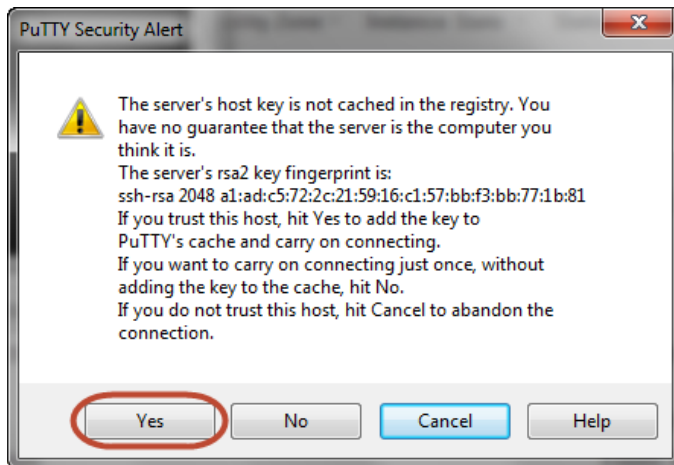 PuTTY Security Alert
The server's host key is not cached in the registry. You
have no guarantee that the server is the computer you
think it is.
The server's rsa2 key fingerprint is:
ssh-rsa 2048 a1:ad:c5:72:2c:21:59:16:c1:57:bb:f3:bb:77:1b:81
If you trust this host, hit Yes to add the key to
PuTTY's cache and carry on connecting.
If you want to carry on connecting just once, without
adding the key to the cache, hit No.
If you do not trust this host, hit Cancel to abandon the
connection.
Yes No Cancel Help